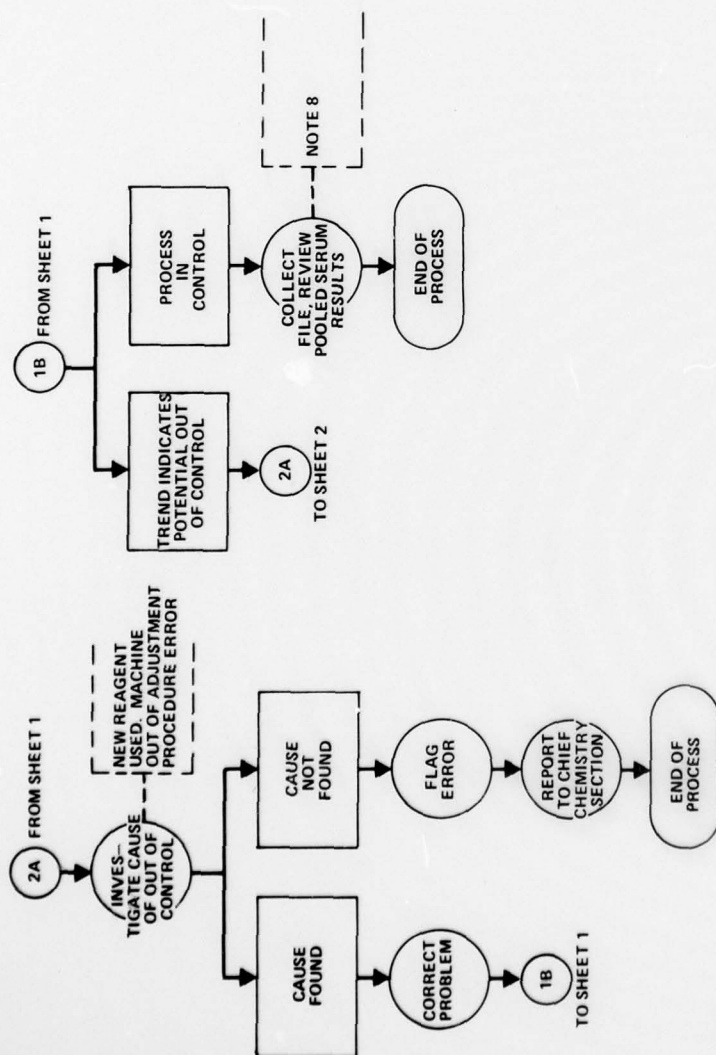 2A
FROM SHEET 1
INVES-
TIGATE CAUSE
OF OUT OF
CONTROL
NEW REAGENT
USED. MACHINE
OUT OF ADJUSTMENT
PROCEDURE ERROR
CAUSE
FOUND
CORRECT
PROBLEM
1B
TO SHEET 1
CAUSE
NOT
FOUND
FLAG
ERROR
REPORT
TO CHIEF
CHEMISTRY
SECTION
END OF
PROCESS
1B
FROM SHEET 1
TREND INDICATES
POTENTIAL OUT
OF CONTROL
2A
TO SHEET 2
PROCESS
IN
CONTROL
COLLECT
FILE, REVIEW
POOLED SERUM
RESULTS
NOTE 8
END OF
PROCESS